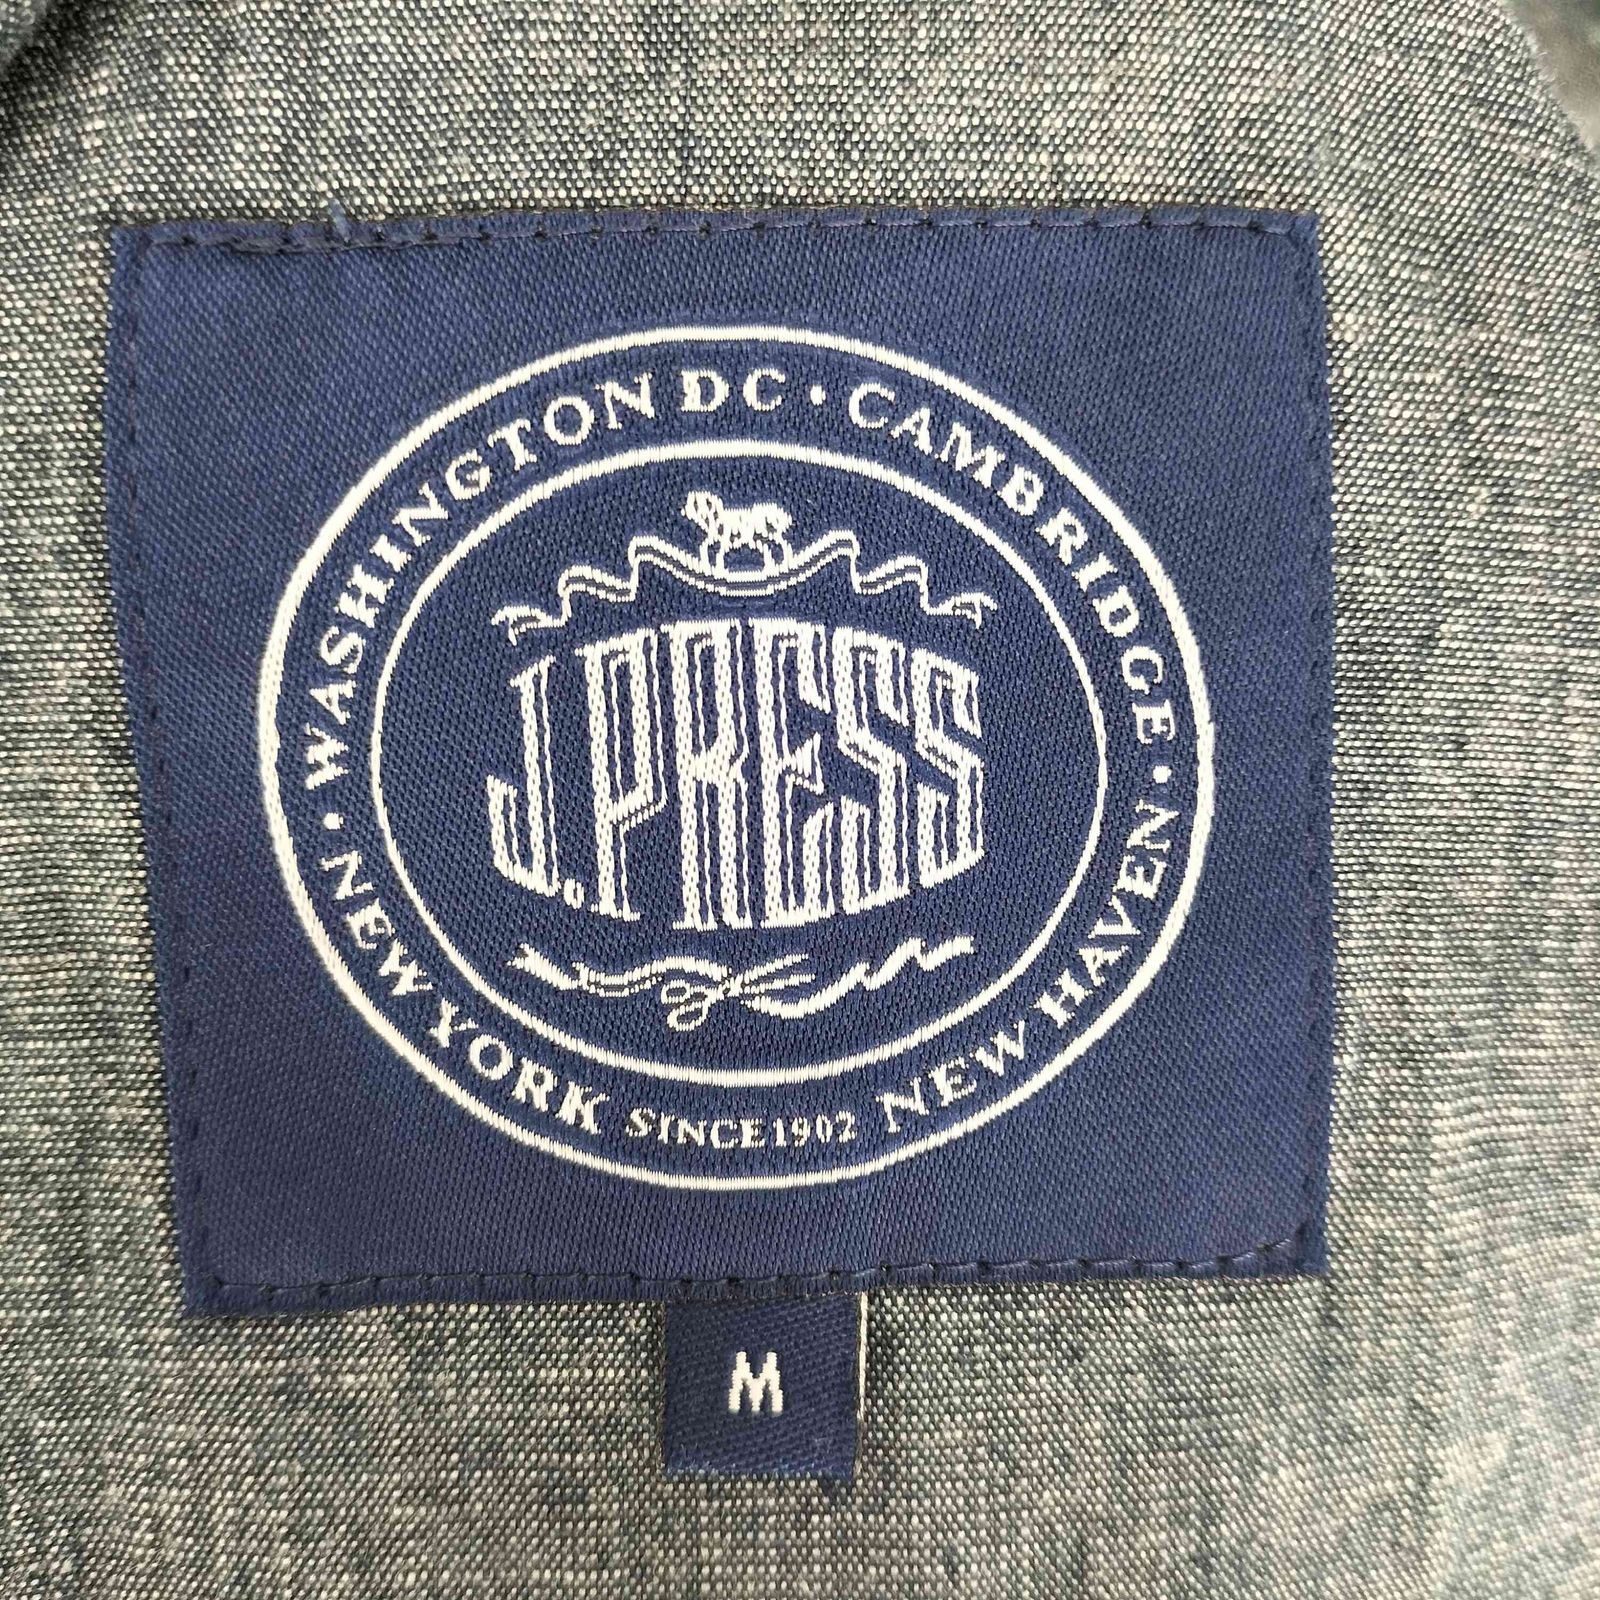 WASHINGTON DC · CAMBRIDGE ·
J.PRESS
· NEW YORK SINCE 1902 NEW HAVEN
M